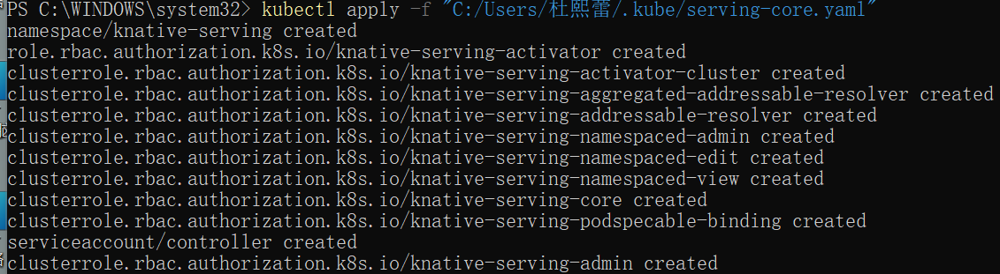 PS C:\WINDOWS\system32> kubectl apply -f "C:/Users/杜熙蕾/.kube/serving-core.yaml"
namespace/knative-serving created
role.rbac.authorization.k8s.io/knative-serving-activator created
clusterrole.rbac.authorization.k8s.io/knative-serving-activator-cluster created
clusterrole.rbac.authorization.k8s.io/knative-serving-aggregated-addressable-resolver created
clusterrole.rbac.authorization.k8s.io/knative-serving-addressable-resolver created
clusterrole.rbac.authorization.k8s.io/knative-serving-namespaced-admin created
clusterrole.rbac.authorization.k8s.io/knative-serving-namespaced-edit created
clusterrole.rbac.authorization.k8s.io/knative-serving-namespaced-view created
clusterrole.rbac.authorization.k8s.io/knative-serving-core created
clusterrole.rbac.authorization.k8s.io/knative-serving-podspecable-binding created
serviceaccount/controller created
clusterrole.rbac.authorization.k8s.io/knative-serving-admin created